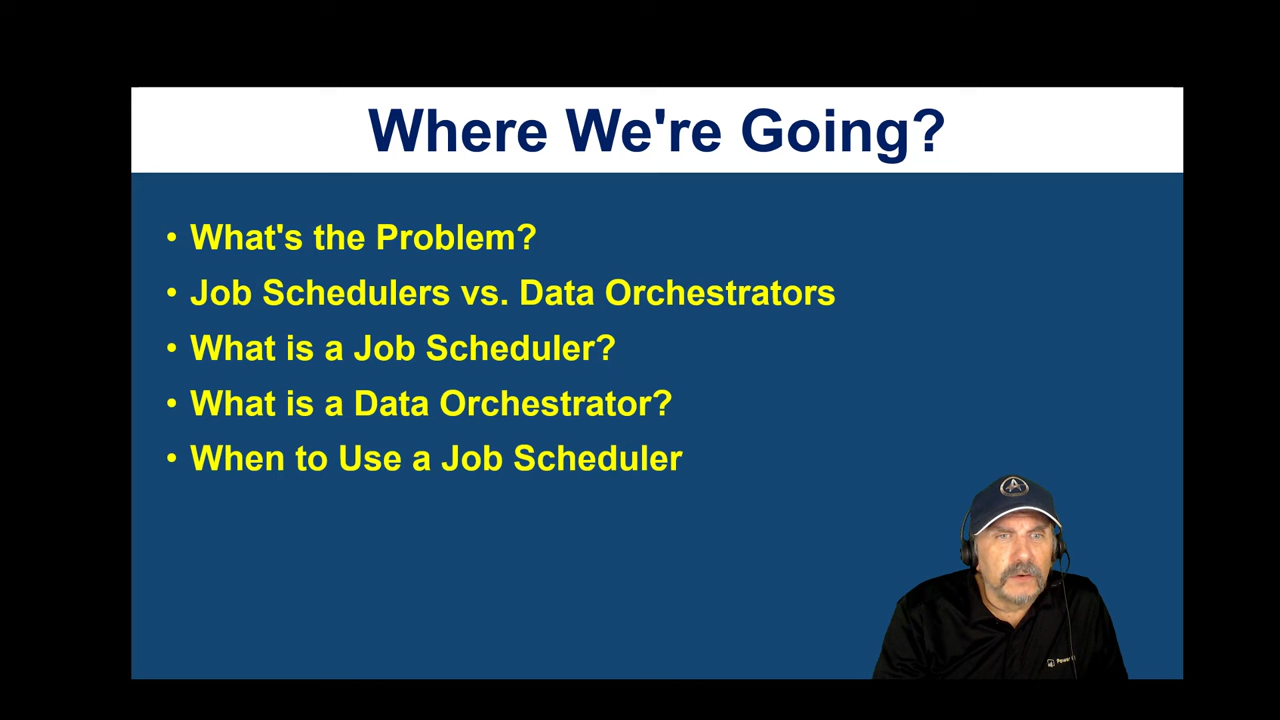 Where We're Going?
• What's the Problem?
• Job Schedulers vs. Data Orchestrators
• What is a Job Scheduler?
• What is a Data Orchestrator?
• When to Use a Job Scheduler